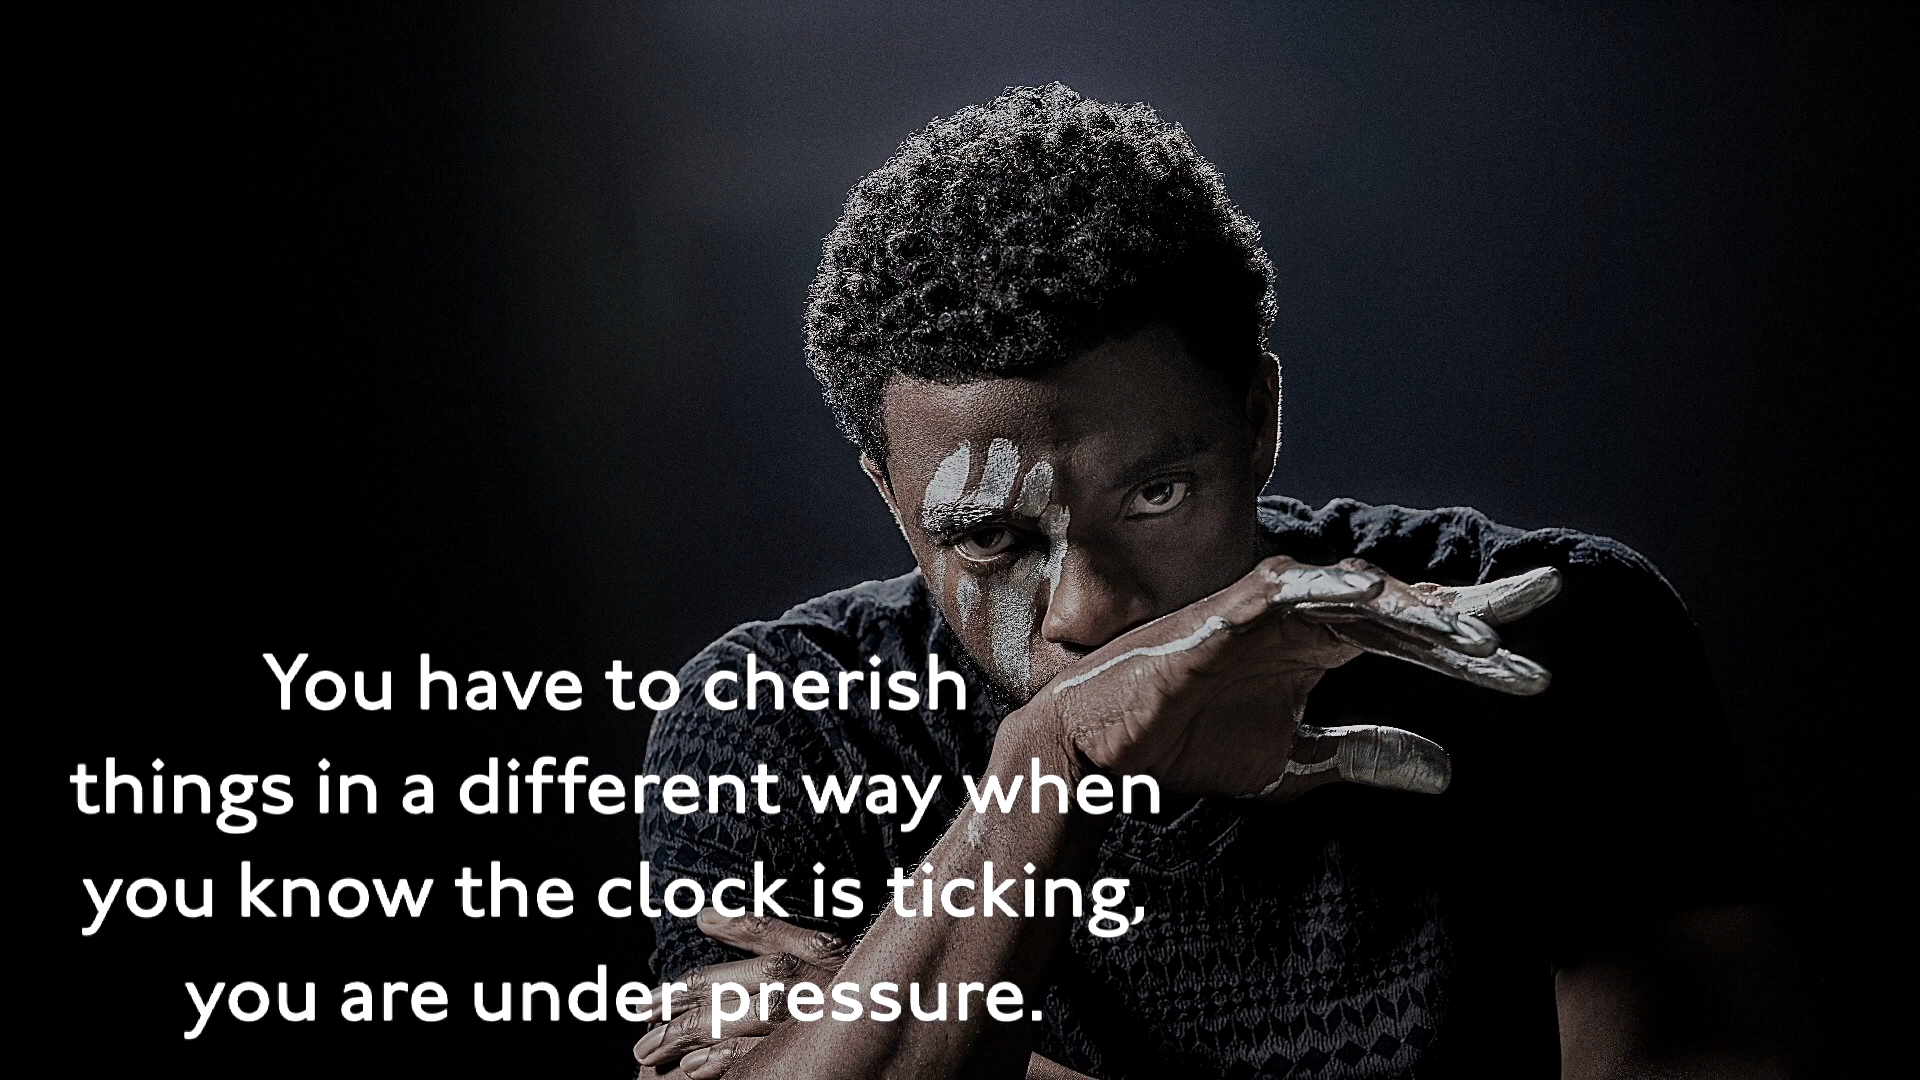 You have to cherish
things in a different way when
you know the clock is ticking,
you are under pressure.